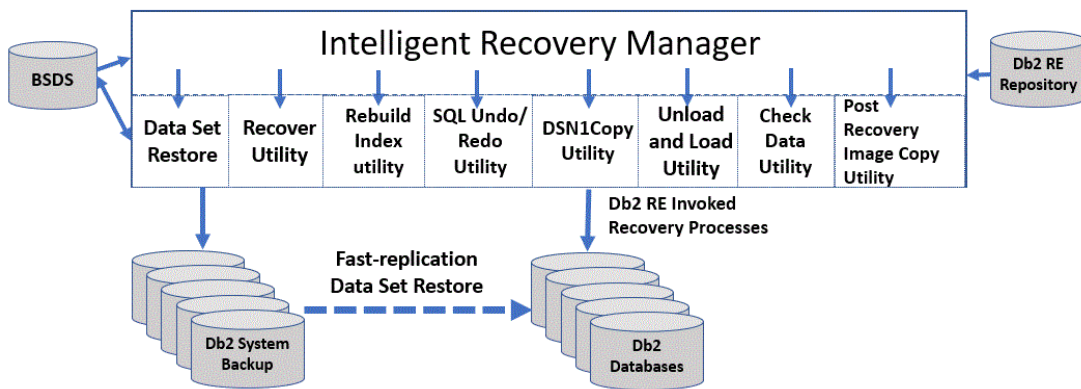 Intelligent Recovery Manager
BSDS
Db2 RE
Repository
Data Set
Restore
Recover
Utility
Rebuild
Index
utility
SQL Undo/
Redo
Utility
DSN1Copy
Utility
Unload
and Load
Utility
Check
Data
Utility
Post
Recovery
Image Copy
Utility
Db2 RE Invoked
Recovery Processes
Fast-replication
Data Set Restore
Db2 System
Backup
Db2
Databases